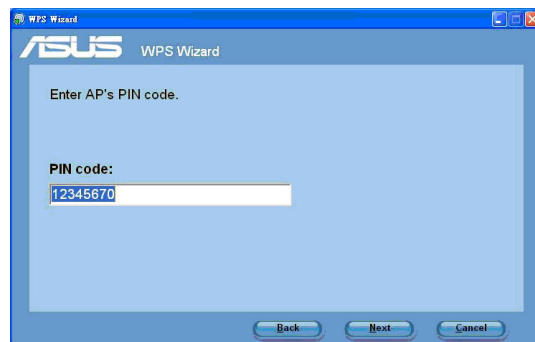 WPS Wizard
ASUS WPS Wizard
Enter AP's PIN code.
PIN code:
12345670
Back Next Cancel